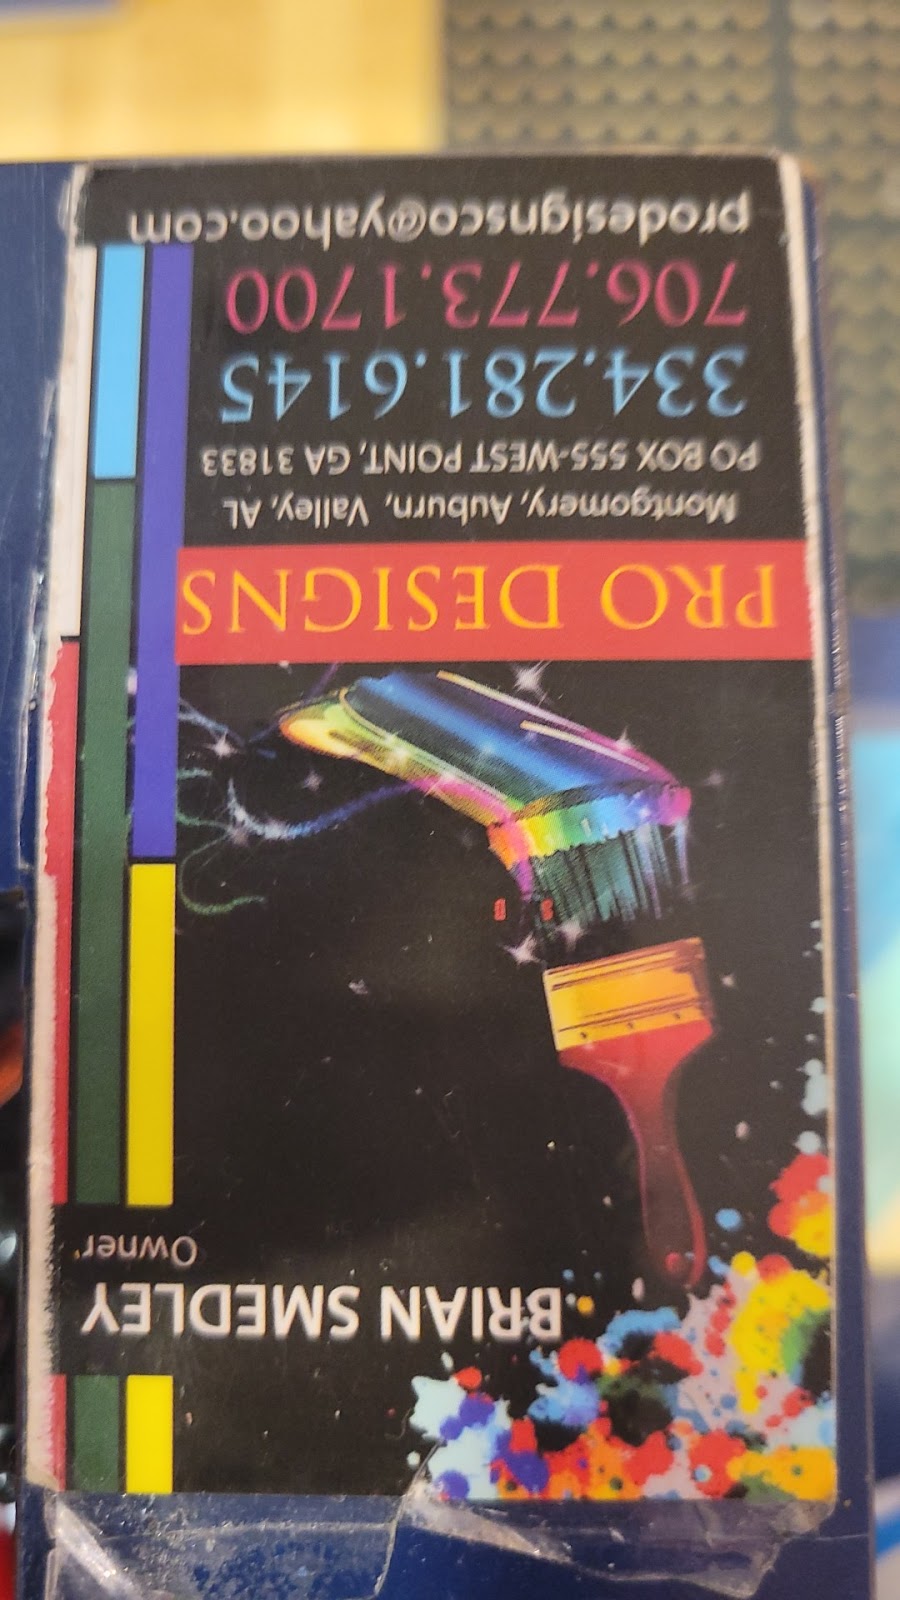 BRIAN SMEDLEY
Owner
S B
PRO DESIGNS
Montgomery, Auburn, Valley, AL
PO BOX 555-WEST POINT, GA 31833
334.281.6145
706.773.1700
prodesignsco@yahoo.com